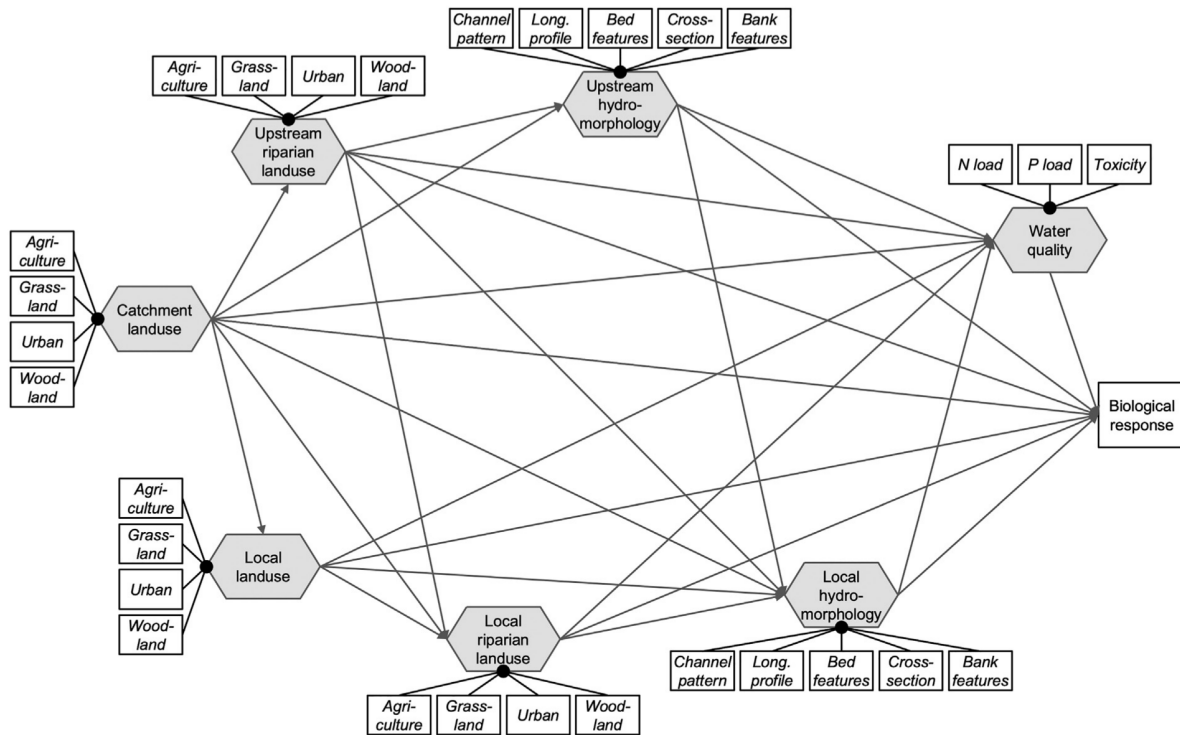 Channel
pattern
Long.
profile
Bed
features
Cross-
section
Bank
features
Upstream
hydro-
morphology
Agri-
culture
Grass-
land
Urban
Wood-
land
Upstream
riparian
landuse
N load
P load
Toxicity
Water
quality
Agri-
culture
Grass-
land
Urban
Wood-
land
Catchment
landuse
Biological
response
Agri-
culture
Grass-
land
Urban
Wood-
land
Local
landuse
Local
riparian
landuse
Agri-
culture
Grass-
land
Urban
Wood-
land
Local
hydro-
morphology
Channel
pattern
Long.
profile
Bed
features
Cross-
section
Bank
features